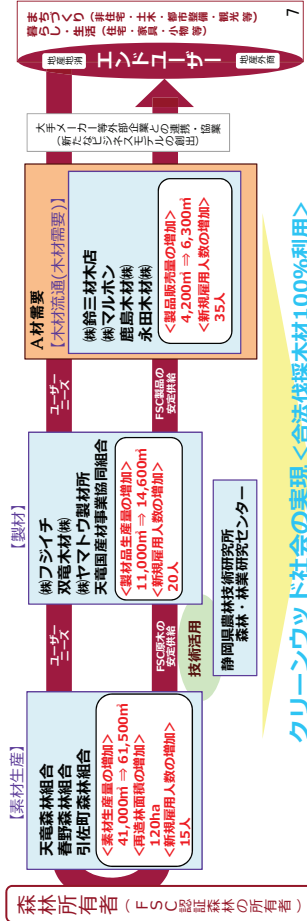 森林所有者(FSC認証森林の所有者)
【素材生産】
天竜森林組合
春野森林組合
引佐町森林組合
<素材生産量の増加>
41,000㎥ ⇒ 61,500㎥
<再造林面積の増加>
120ha
<新規雇用人数の増加>
15人
ユーザー
ニーズ
FSC原木の
安定供給
技術活用
【製材】
(株)フジイチ
双竜木材(株)
(株)ヤマトウ製材所
天竜国産材事業協同組合
<製材品生産量の増加>
11,000㎥ ⇒ 14,600㎥
<新規雇用人数の増加>
20人
静岡県農林技術研究所
森林・林業研究センター
ユーザー
ニーズ
FSC製品の
安定供給
A材需要
【木材流通(木材需要)】
(株)鈴三材木店
(株)マルホン
鹿島木材(株)
永田木材(株)
<製品販売量の増加>
4,200㎥ ⇒ 6,300㎥
<新規雇用人数の増加>
35人
大手メーカー等外部企業との連携・協業
(新たなビジネスモデルの創出)
地産地消
エンドユーザー
地産外商
まちづくり(非住宅・土木・都市整備・観光 等)
暮らし・生活(住宅・家具・小物 等)
クリーンウッド社会の実現<合法伐採木材100%利用>
7